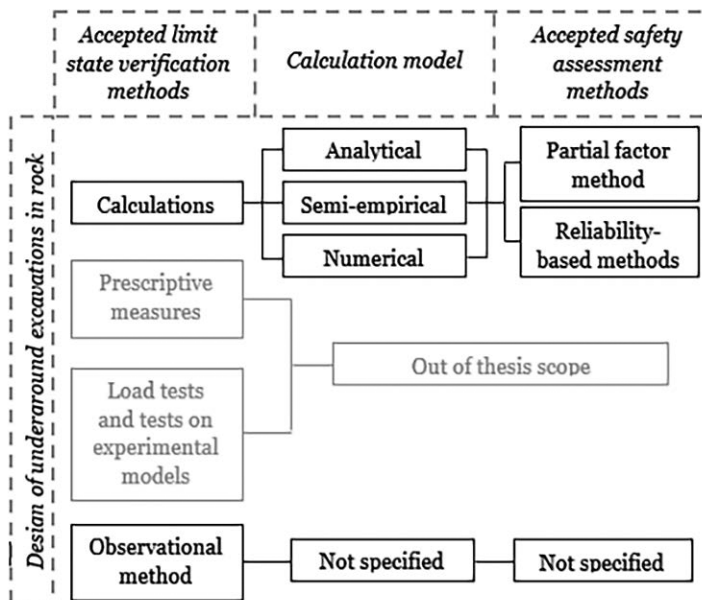 Accepted limit
state verification
methods
Calculation model
Accepted safety
assessment
methods
Design of underground excavations in rock
Calculations
Analytical
Semi-empirical
Numerical
Partial factor
method
Reliability-
based methods
Prescriptive
measures
Load tests
and tests on
experimental
models
Out of thesis scope
Observational
method
Not specified
Not specified